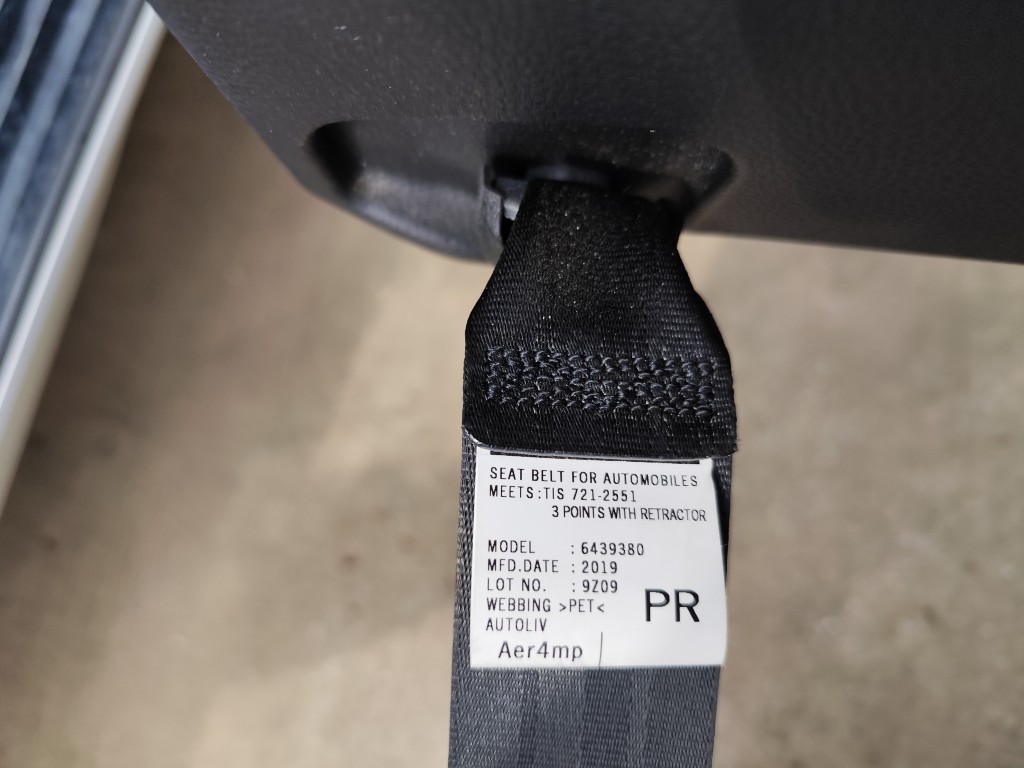 SEAT BELT FOR AUTOMOBILES
MEETS:TIS 721-2551
3 POINTS WITH RETRACTOR
MODEL : 6439380
MFD.DATE : 2019
LOT NO. : 9Z09
WEBBING >PET<
PR
AUTOLIV
Aer4mp